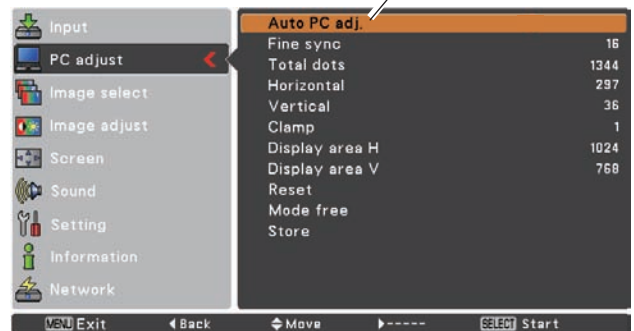 Input
PC adjust
Image select
Image adjust
Screen
Sound
Setting
Information
Network
Auto PC adj.
Fine sync 16
Total dots 1344
Horizontal 297
Vertical 36
Clamp 1
Display area H 1024
Display area V 768
Reset
Mode free
Store
MENU Exit ◀Back ◆Move ▶----- SELECT Start